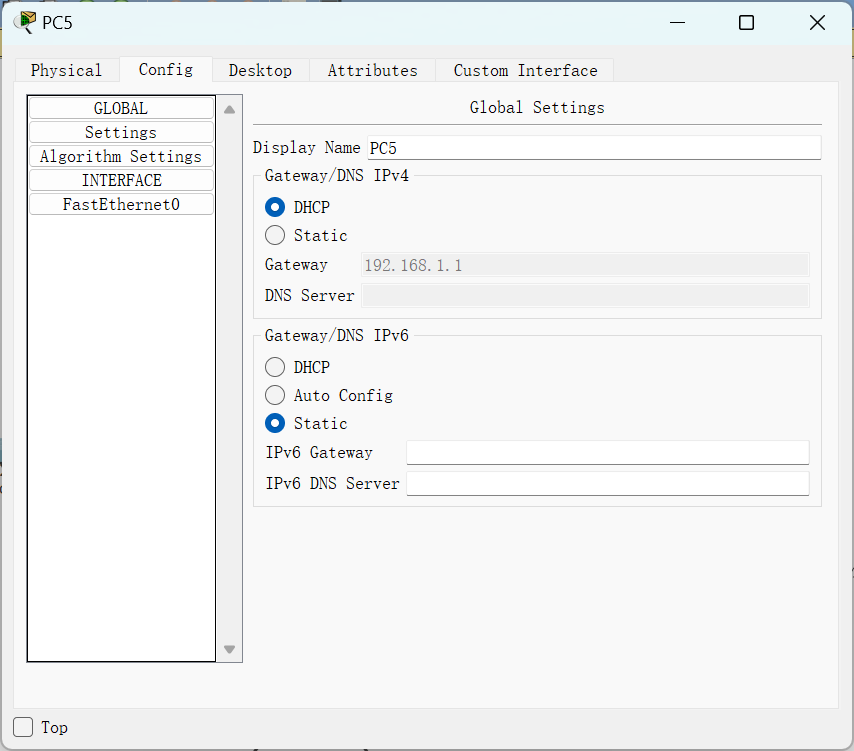 PC5
Physical Config Desktop Attributes Custom Interface
GLOBAL
Settings
Algorithm Settings
INTERFACE
FastEthernet0
Global Settings
Display Name PC5
Gateway/DNS IPv4
DHCP
Static
Gateway 192.168.1.1
DNS Server
Gateway/DNS IPv6
DHCP
Auto Config
Static
IPv6 Gateway
IPv6 DNS Server
Top